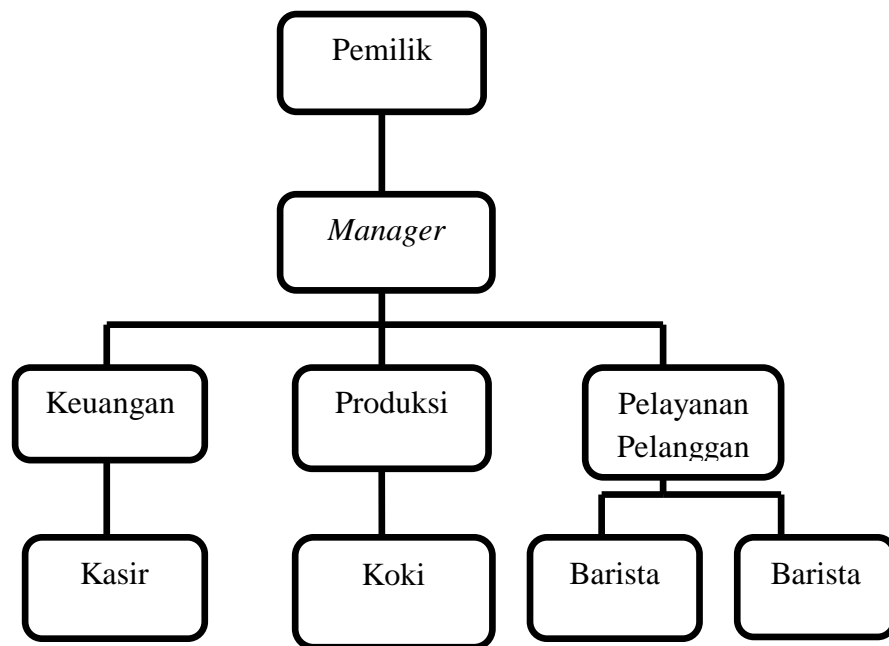 Pemilik
Manager
Keuangan
Produksi
Pelayanan
Pelanggan
Kasir
Koki
Barista
Barista